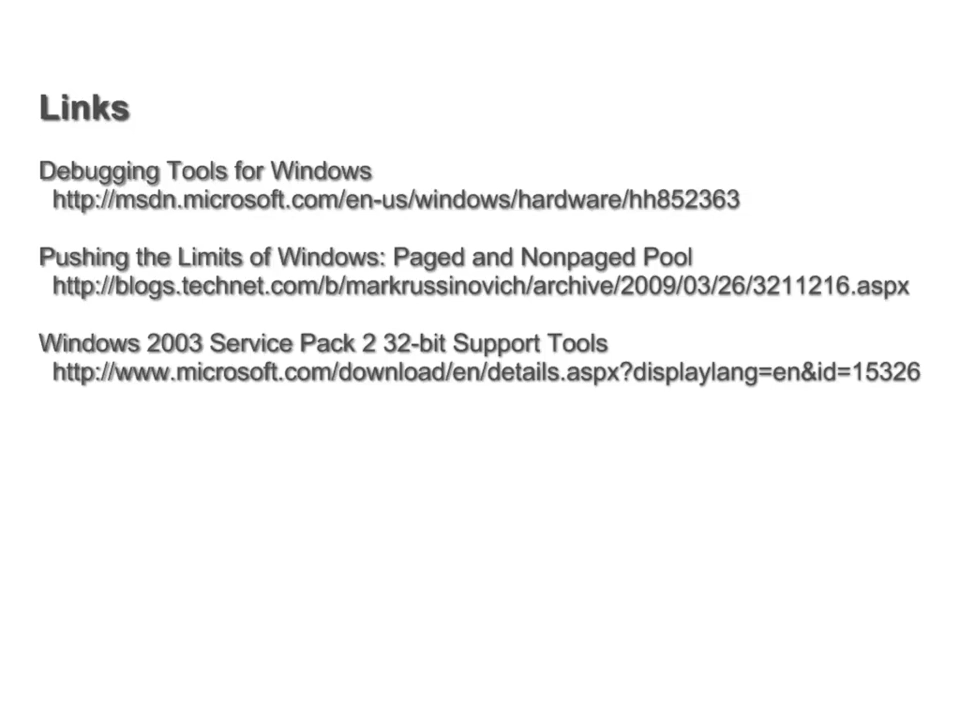 Links
Debugging Tools for Windows
http://msdn.microsoft.com/en-us/windows/hardware/hh852363
Pushing the Limits of Windows: Paged and Nonpaged Pool
http://blogs.technet.com/b/markrussinovich/archive/2009/03/26/3211216.aspx
Windows 2003 Service Pack 2 32-bit Support Tools
http://www.microsoft.com/download/en/details.aspx?displaylang=en&id=15326